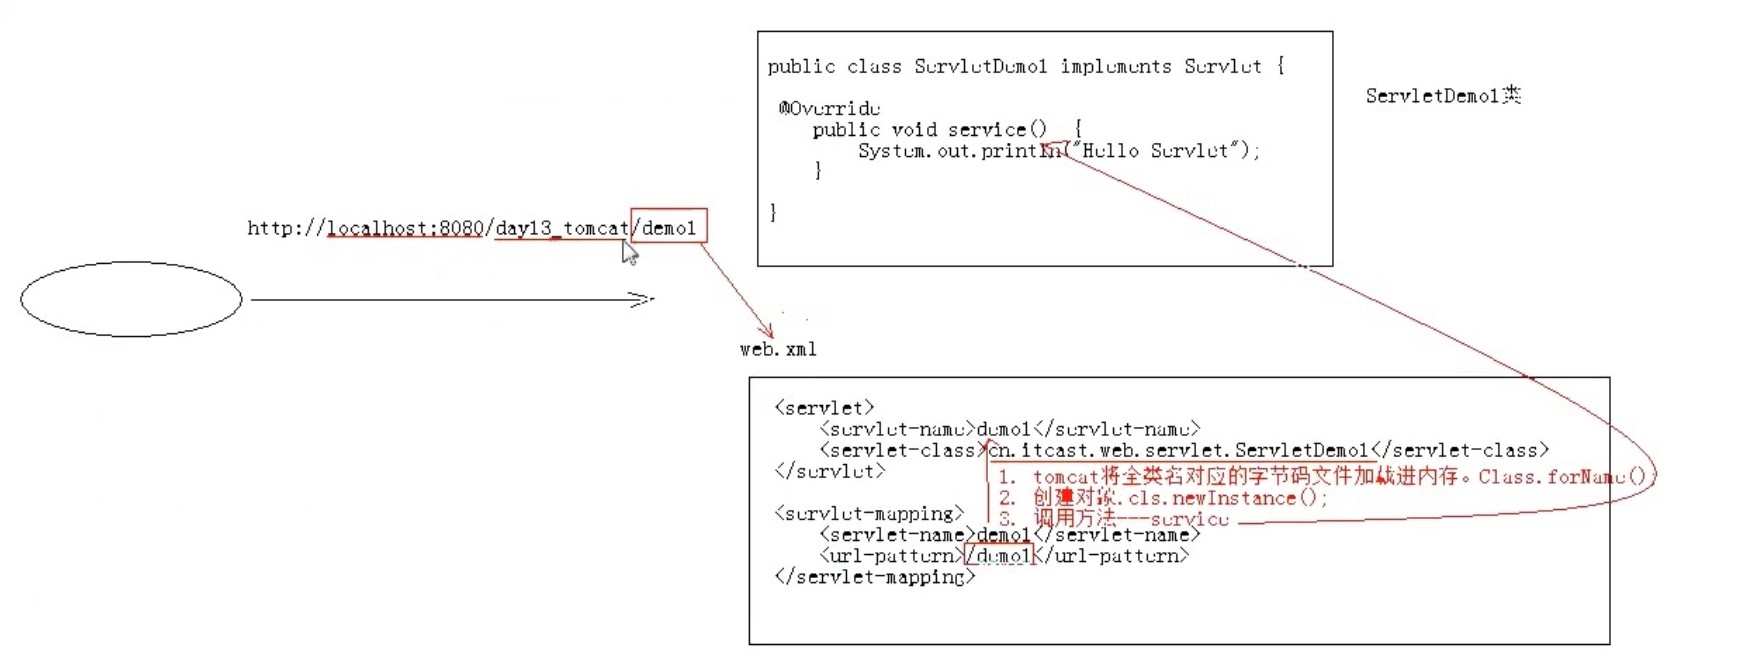 public class ServletDemo1 implements Servlet {
@Override
public void service() {
System.out.println("Hello Servlet");
}
}
ServletDemo1类
http://localhost:8080/day13_tomcat/demo1
web.xml
<servlet>
<servlet-name>demo1</servlet-name>
<servlet-class>cn.itcast.web.servlet.ServletDemo1</servlet-class>
</servlet>
1. tomcat将全类名对应的字节码文件加载进内存。Class.forName()
2. 创建对象.cls.newInstance();
3. 调用方法---service
<servlet-mapping>
<servlet-name>demo1</servlet-name>
<url-pattern>/demo1</url-pattern>
</servlet-mapping>